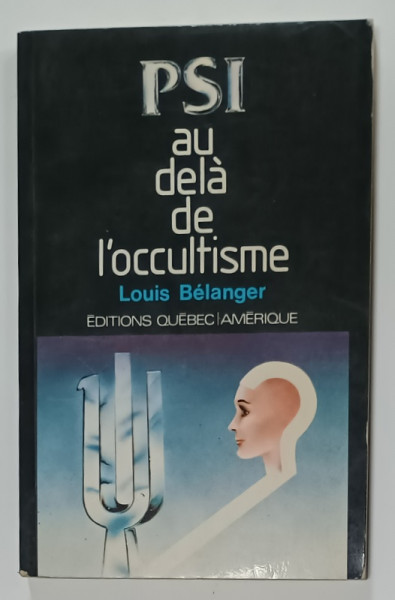 PSI
au
delà
de
l'occultisme
Louis Bélanger
ÉDITIONS QUÉBEC|AMÉRIQUE